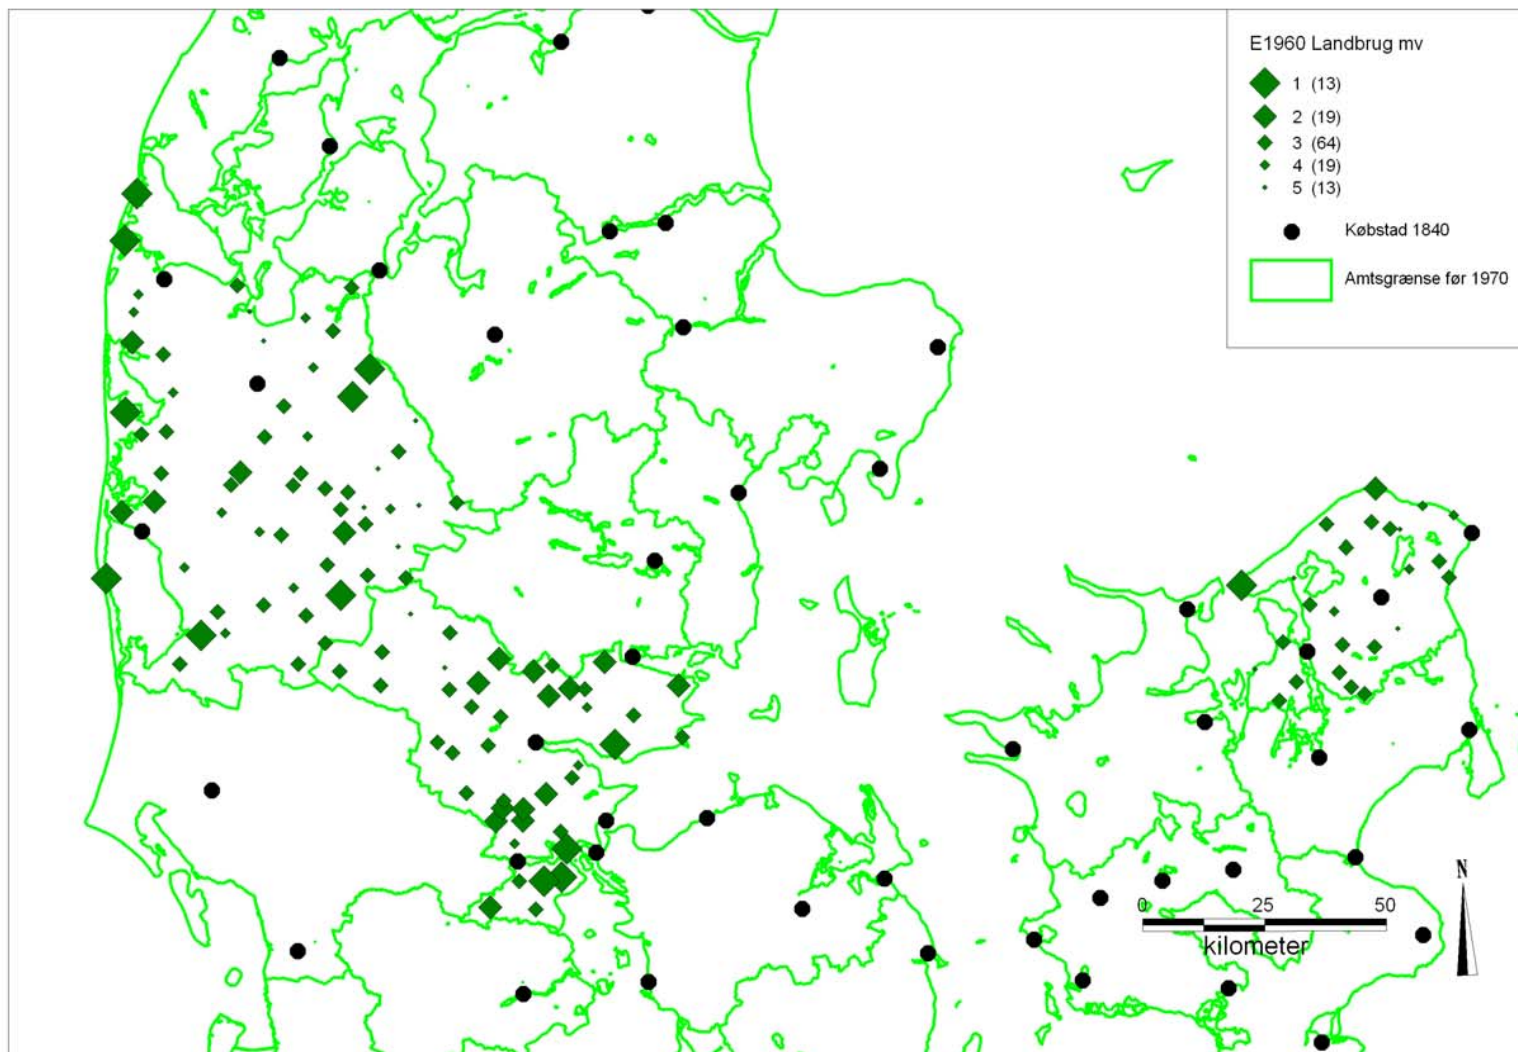 E1960 Landbrug mv
1 (13)
2 (19)
3 (64)
4 (19)
5 (13)
Købstad 1840
Amtsgrænse før 1970
N
0 25 50
kilometer